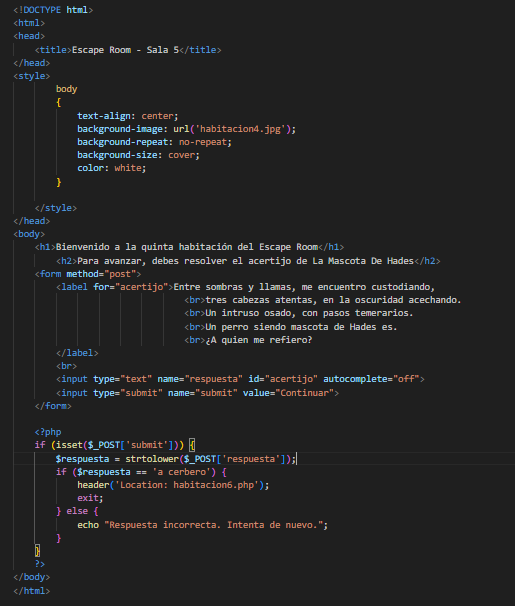 <!DOCTYPE html>
<html>
<head>
    <title>Escape Room - Sala 5</title>
</head>
<style>
        body
        {
            text-align: center;
            background-image: url('habitacion4.jpg');
            background-repeat: no-repeat;
            background-size: cover;
            color: white;
        }

    </style>
</head>
<body>
    <h1>Bienvenido a la quinta habitación del Escape Room</h1>
        <h2>Para avanzar, debes resolver el acertijo de La Mascota De Hades</h2>
    <form method="post">
        <label for="acertijo">Entre sombras y llamas, me encuentro custodiando,
                                <br>tres cabezas atentas, en la oscuridad acechando.
                                <br>Un intruso osado, con pasos temerarios.
                                <br>Un perro siendo mascota de Hades es.
                                <br>¿A quien me refiero?
        </label>
        <br>
        <input type="text" name="respuesta" id="acertijo" autocomplete="off">
        <input type="submit" name="submit" value="Continuar">
    </form>

    <?php
    if (isset($_POST['submit'])) {
        $respuesta = strtolower($_POST['respuesta']);
        if ($respuesta == 'a cerbero') {
            header('Location: habitacion6.php');
            exit;
        } else {
            echo "Respuesta incorrecta. Intenta de nuevo.";
        }
    }
    ?>
</body>
</html>